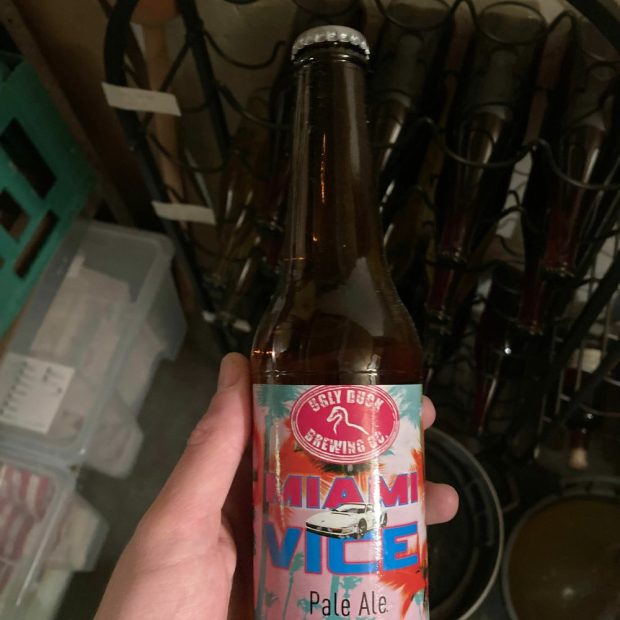 UGLY DUCK
BREWING CO.
MIAMI
VICE
Pale Ale